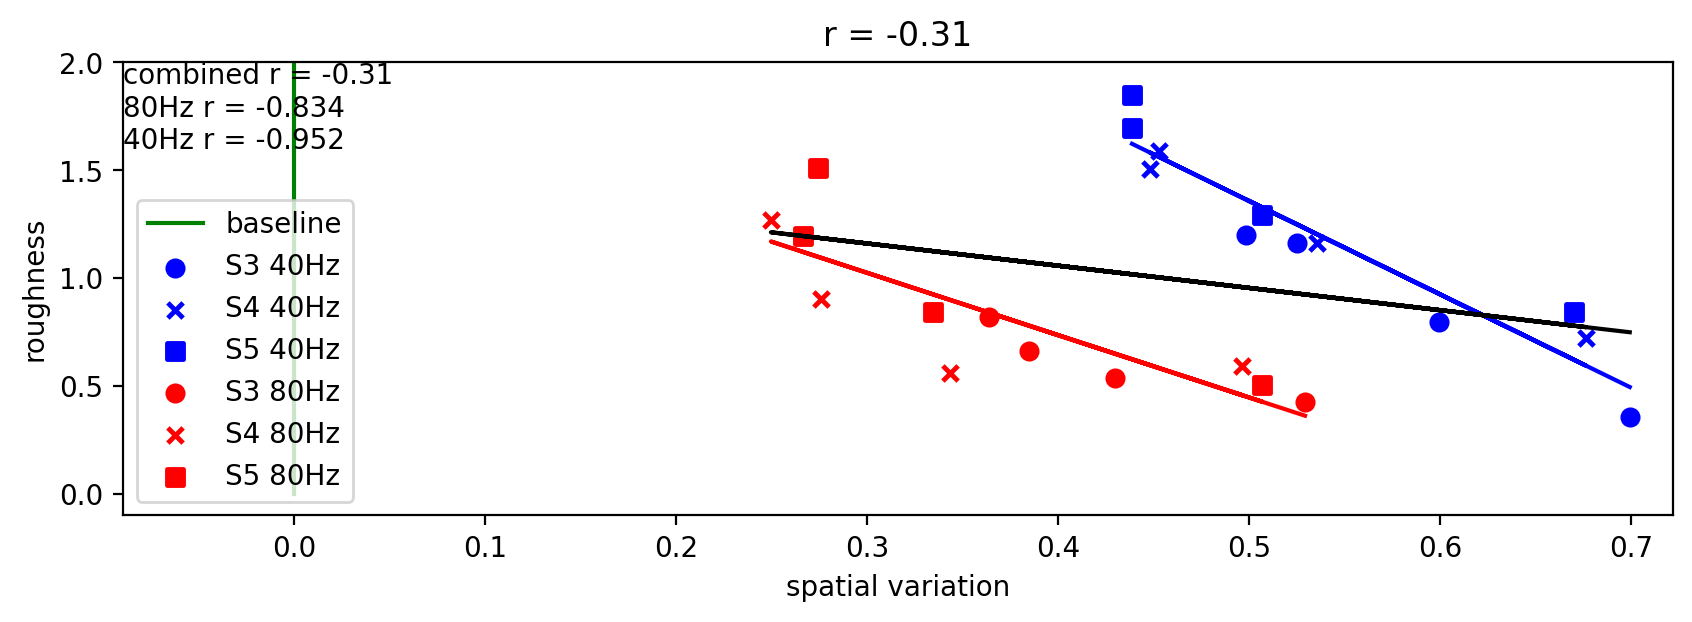 r = -0.31
combined r = -0.31
80Hz r = -0.834
40Hz r = -0.952
baseline
S3 40Hz
S4 40Hz
S5 40Hz
S3 80Hz
S4 80Hz
S5 80Hz
roughness
2.0
1.5
1.0
0.5
0.0
0.0 0.1 0.2 0.3 0.4 0.5 0.6 0.7
spatial variation